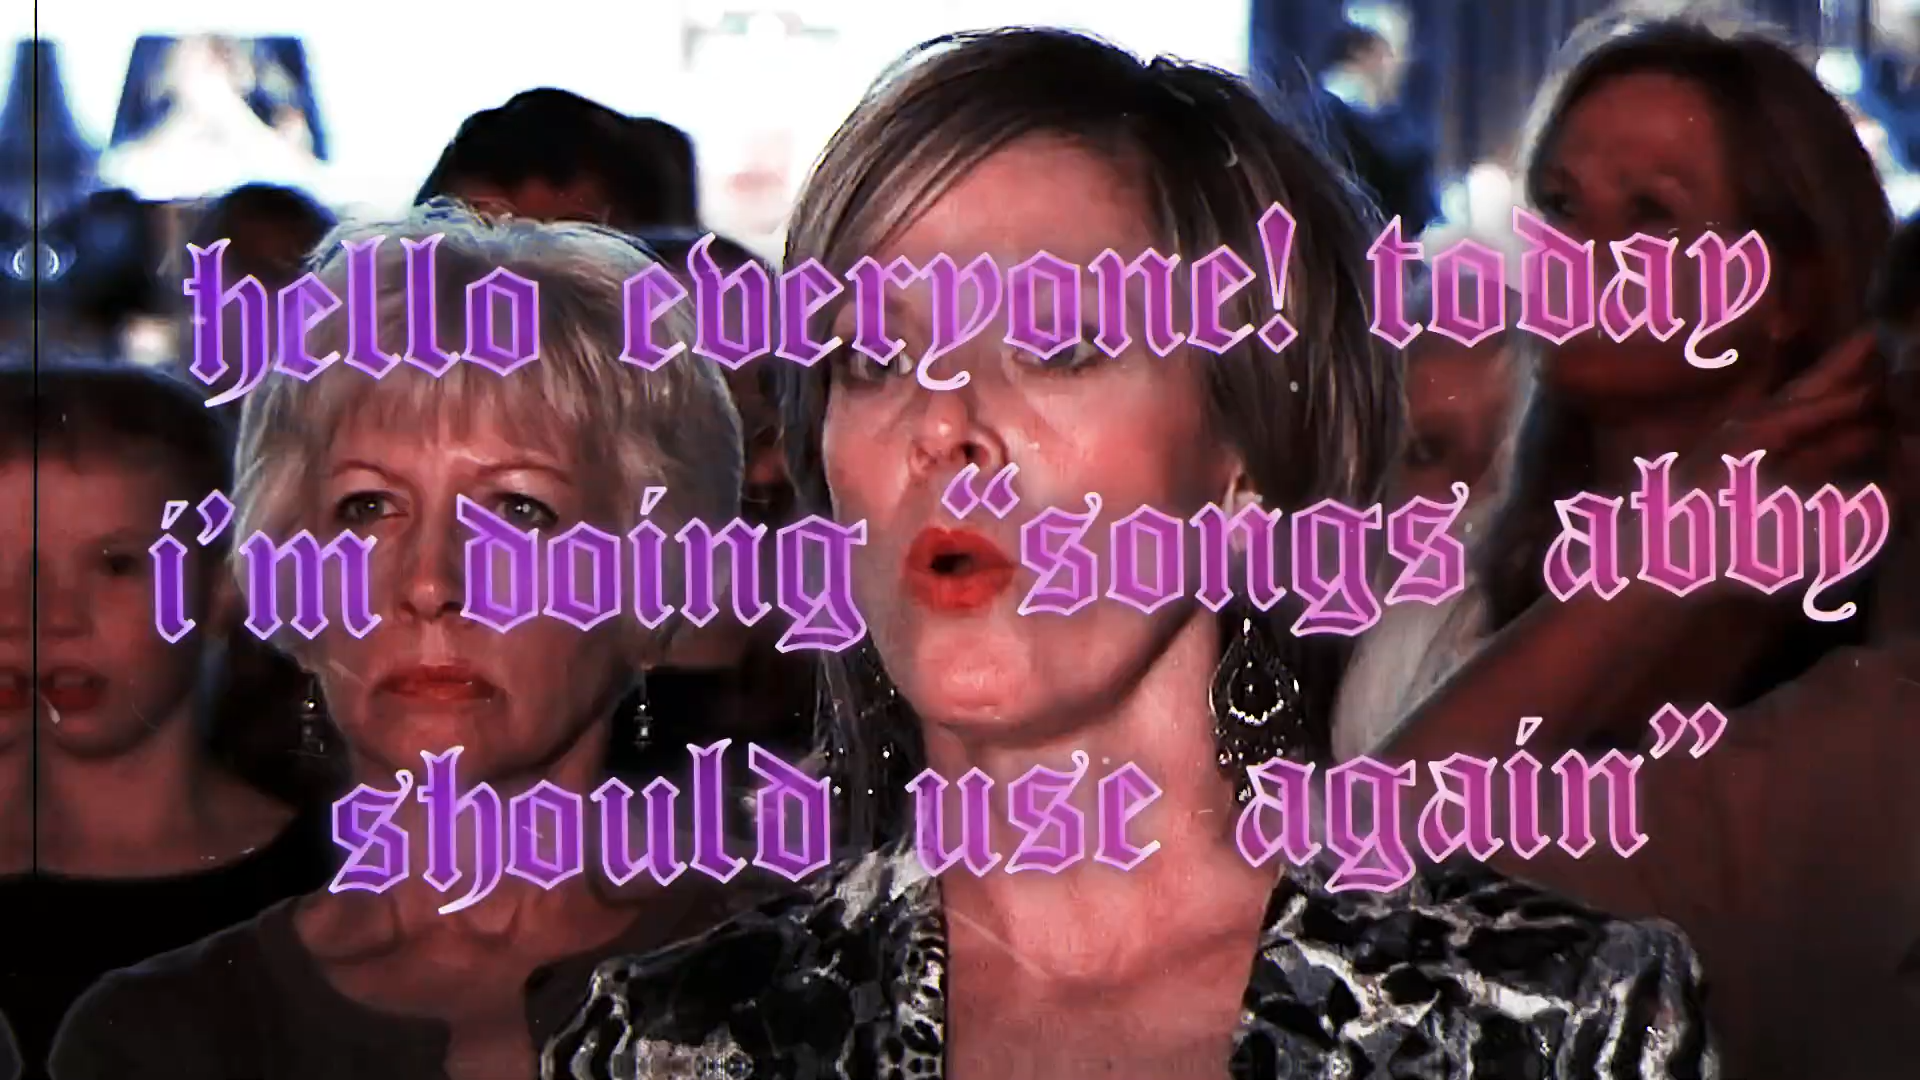 hello everyone! today
i'm doing “songs abby
should use again”